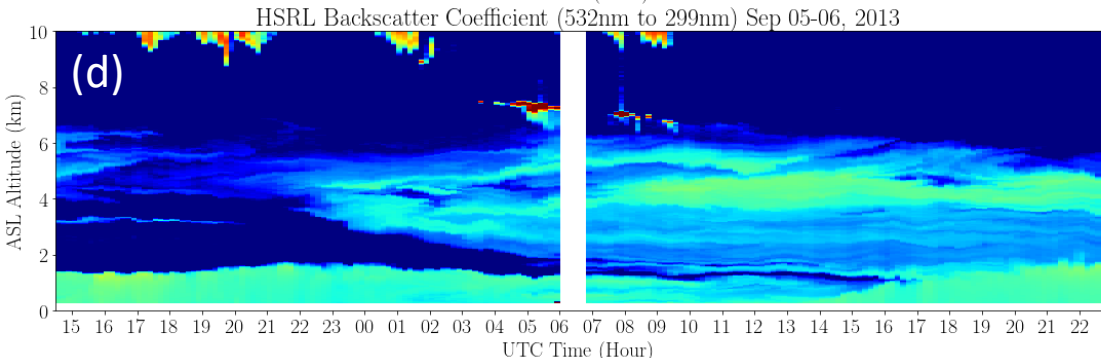 HSRL Backscatter Coefficient (532nm to 299nm) Sep 05-06, 2013
(d)
ASL Altitude (km)
10
8
6
4
2
0
15 16 17 18 19 20 21 22 23 00 01 02 03 04 05 06 07 08 09 10 11 12 13 14 15 16 17 18 19 20 21 22
UTC Time (Hour)